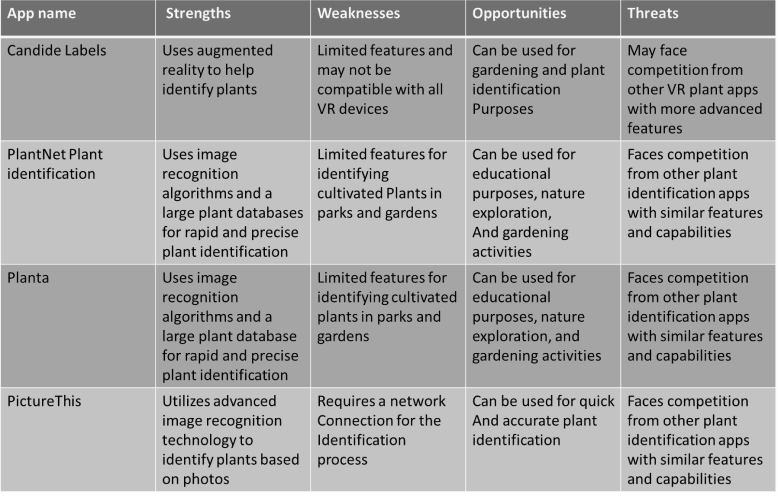 App name
Strengths
Weaknesses
Opportunities
Threats
Candide Labels
Uses augmented
reality to help
identify plants
Limited features and
may not be
compatible with all
VR devices
Can be used for
gardening and plant
identification
Purposes
May face
competition from
other VR plant apps
with more advanced
features
PlantNet Plant
identification
Uses image
recognition
algorithms and a
large plant databases
for rapid and precise
plant identification
Limited features for
identifying
cultivated Plants in
parks and gardens
Can be used for
educational
purposes, nature
exploration,
And gardening
activities
Faces competition
from other plant
identification apps
with similar features
and capabilities
Planta
Uses image
recognition
algorithms and a
large plant database
for rapid and precise
plant identification
Limited features for
identifying cultivated
plants in parks and
gardens
Can be used for
educational
purposes, nature
exploration, and
gardening activities
Faces competition
from other plant
identification apps
with similar features
and capabilities
PictureThis
Utilizes advanced
image recognition
technology to
identify plants based
on photos
Requires a network
Connection for the
Identification
process
Can be used for quick
And accurate plant
identification
Faces competition
from other plant
identification apps
with similar features
and capabilities